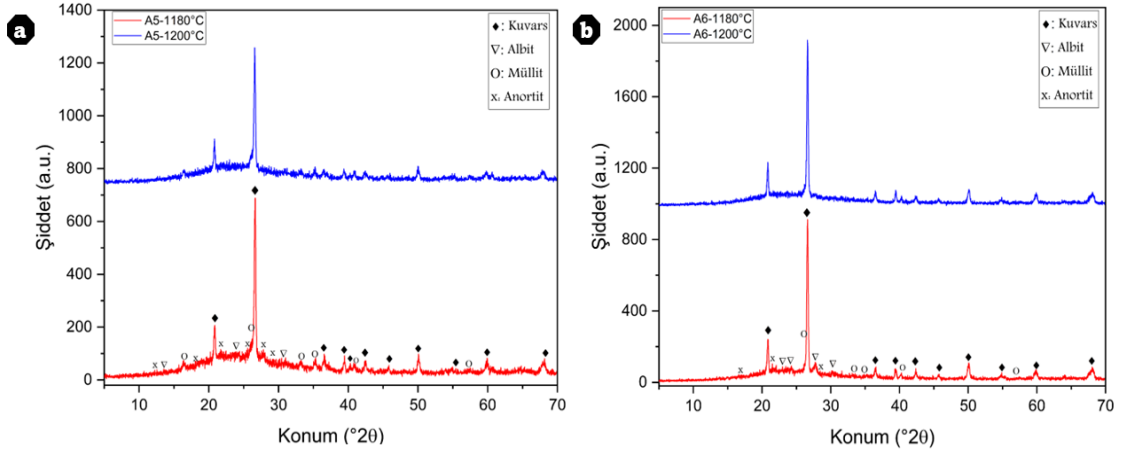 a
A5-1180°C
A5-1200°C
♦: Kuvars
∇: Albit
O: Müllit
x: Anortit
1400
1200
1000
800
600
400
200
0
Şiddet (a.u.)
10 20 30 40 50 60 70
Konum (°2θ)
b
A6-1180°C
A6-1200°C
♦: Kuvars
∇: Albit
O: Müllit
x: Anortit
2000
1600
1200
800
400
0
Şiddet (a.u.)
10 20 30 40 50 60 70
Konum (°2θ)